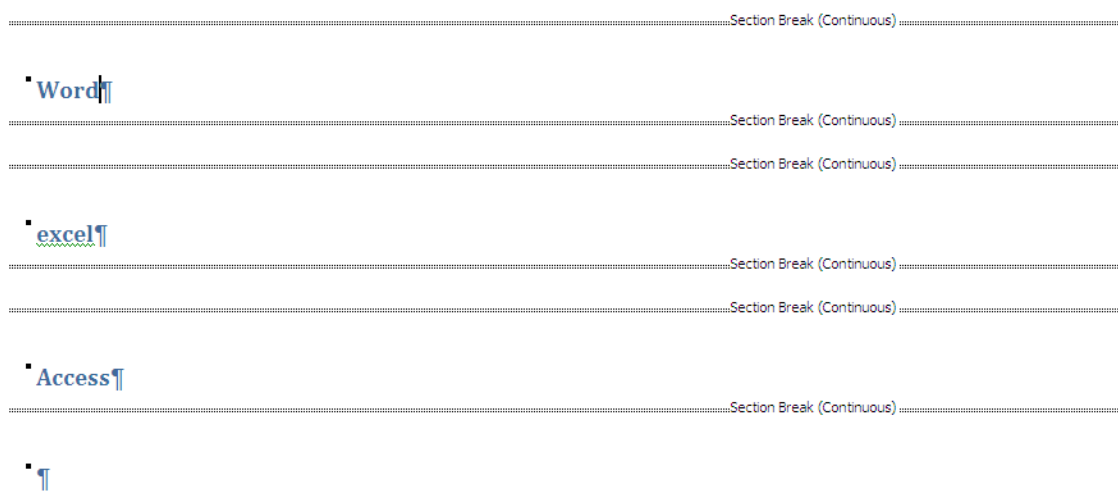 Section Break (Continuous)
Word¶
Section Break (Continuous)
Section Break (Continuous)
excel¶
Section Break (Continuous)
Section Break (Continuous)
Access¶
Section Break (Continuous)
¶